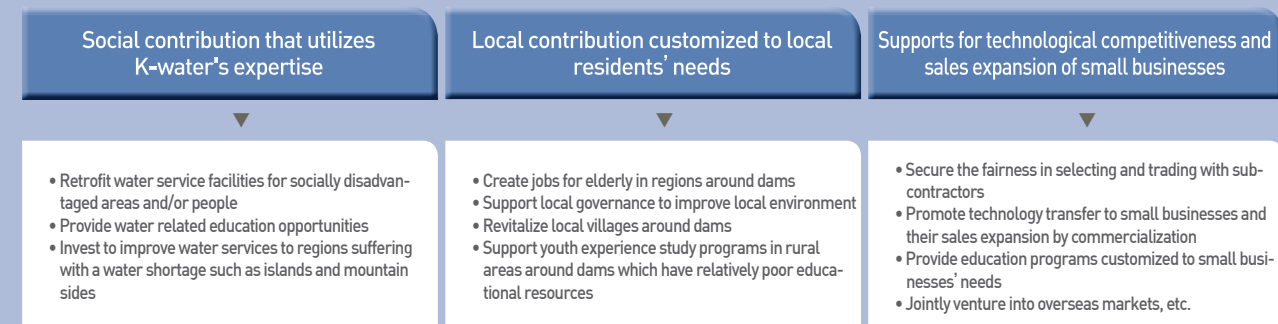 Social contribution that utilizes
K-water's expertise
▼
• Retrofit water service facilities for socially disadvan-
taged areas and/or people
• Provide water related education opportunities
• Invest to improve water services to regions suffering
with a water shortage such as islands and mountain
sides
Local contribution customized to local
residents' needs
▼
• Create jobs for elderly in regions around dams
• Support local governance to improve local environment
• Revitalize local villages around dams
• Support youth experience study programs in rural
areas around dams which have relatively poor educa-
tional resources
Supports for technological competitiveness and
sales expansion of small businesses
▼
• Secure the fairness in selecting and trading with sub-
contractors
• Promote technology transfer to small businesses and
their sales expansion by commercialization
• Provide education programs customized to small busi-
nesses' needs
• Jointly venture into overseas markets, etc.